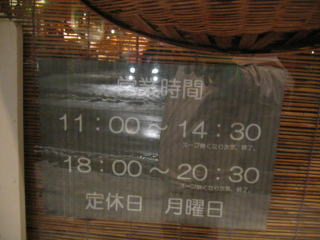 営業時間
11：00～14：30
スープ無くなり次第、終了。
18：00～20：30
スープ無くなり次第、終了。
定休日　月曜日